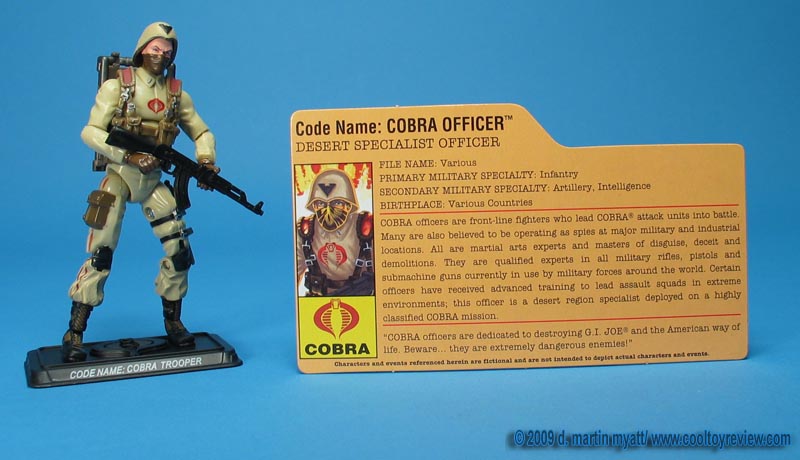 Code Name: COBRA OFFICER™
DESERT SPECIALIST OFFICER
FILE NAME: Various
PRIMARY MILITARY SPECIALTY: Infantry
SECONDARY MILITARY SPECIALTY: Artillery, Intelligence
BIRTHPLACE: Various Countries
COBRA officers are front-line fighters who lead COBRA® attack units into battle.
Many are also believed to be operating as spies at major military and industrial
locations. All are martial arts experts and masters of disguise, deceit and
demolitions. They are qualified experts in all military rifles, pistols and
submachine guns currently in use by military forces around the world. Certain
officers have received advanced training to lead assault squads in extreme
environments; this officer is a desert region specialist deployed on a highly
classified COBRA mission.
"COBRA officers are dedicated to destroying G.I. JOE® and the American way of
life. Beware... they are extremely dangerous enemies!"
COBRA
Characters and events referenced herein are fictional and are not intended to depict actual characters and events.
CODE NAME: COBRA TROOPER
© 2009 d. martin myatt/ www.cooltoyreview.com